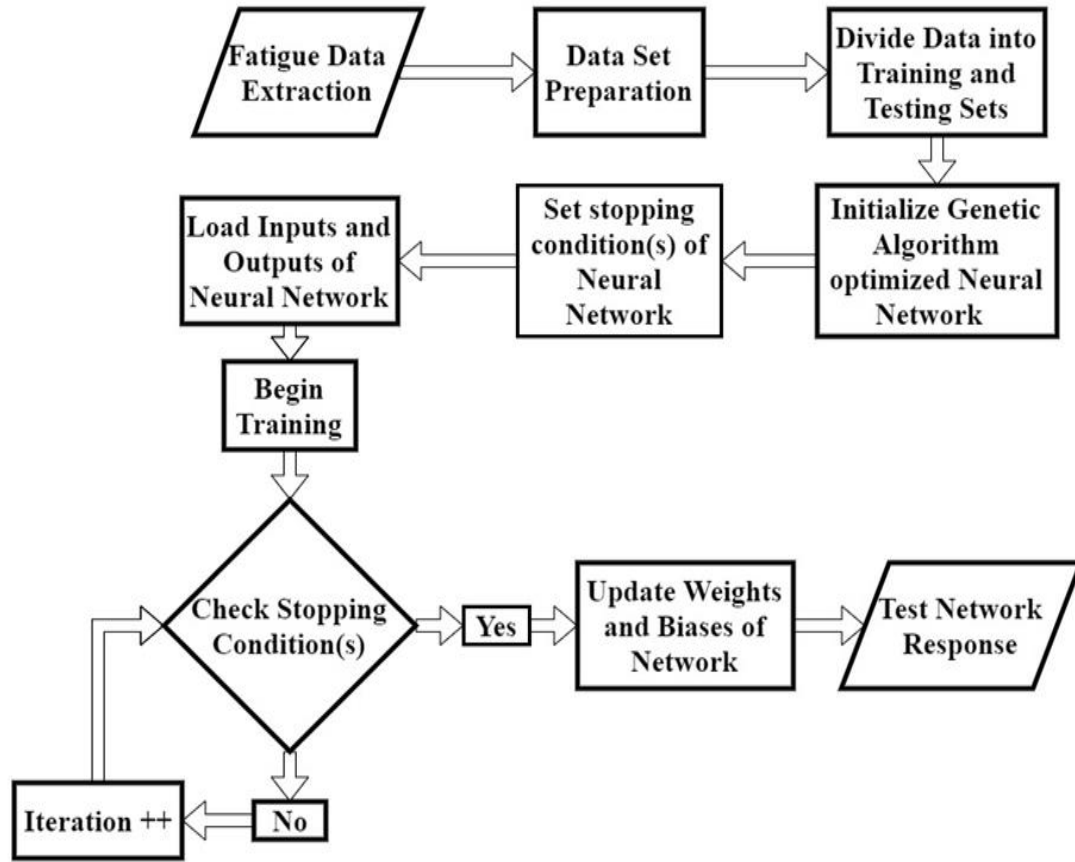 Fatigue Data
Extraction
Data Set
Preparation
Divide Data into
Training and
Testing Sets
Initialize Genetic
Algorithm
optimized Neural
Network
Set stopping
condition(s) of
Neural
Network
Load Inputs and
Outputs of
Neural Network
Begin
Training
Check Stopping
Condition(s)
Yes
Update Weights
and Biases of
Network
Test Network
Response
No
Iteration ++